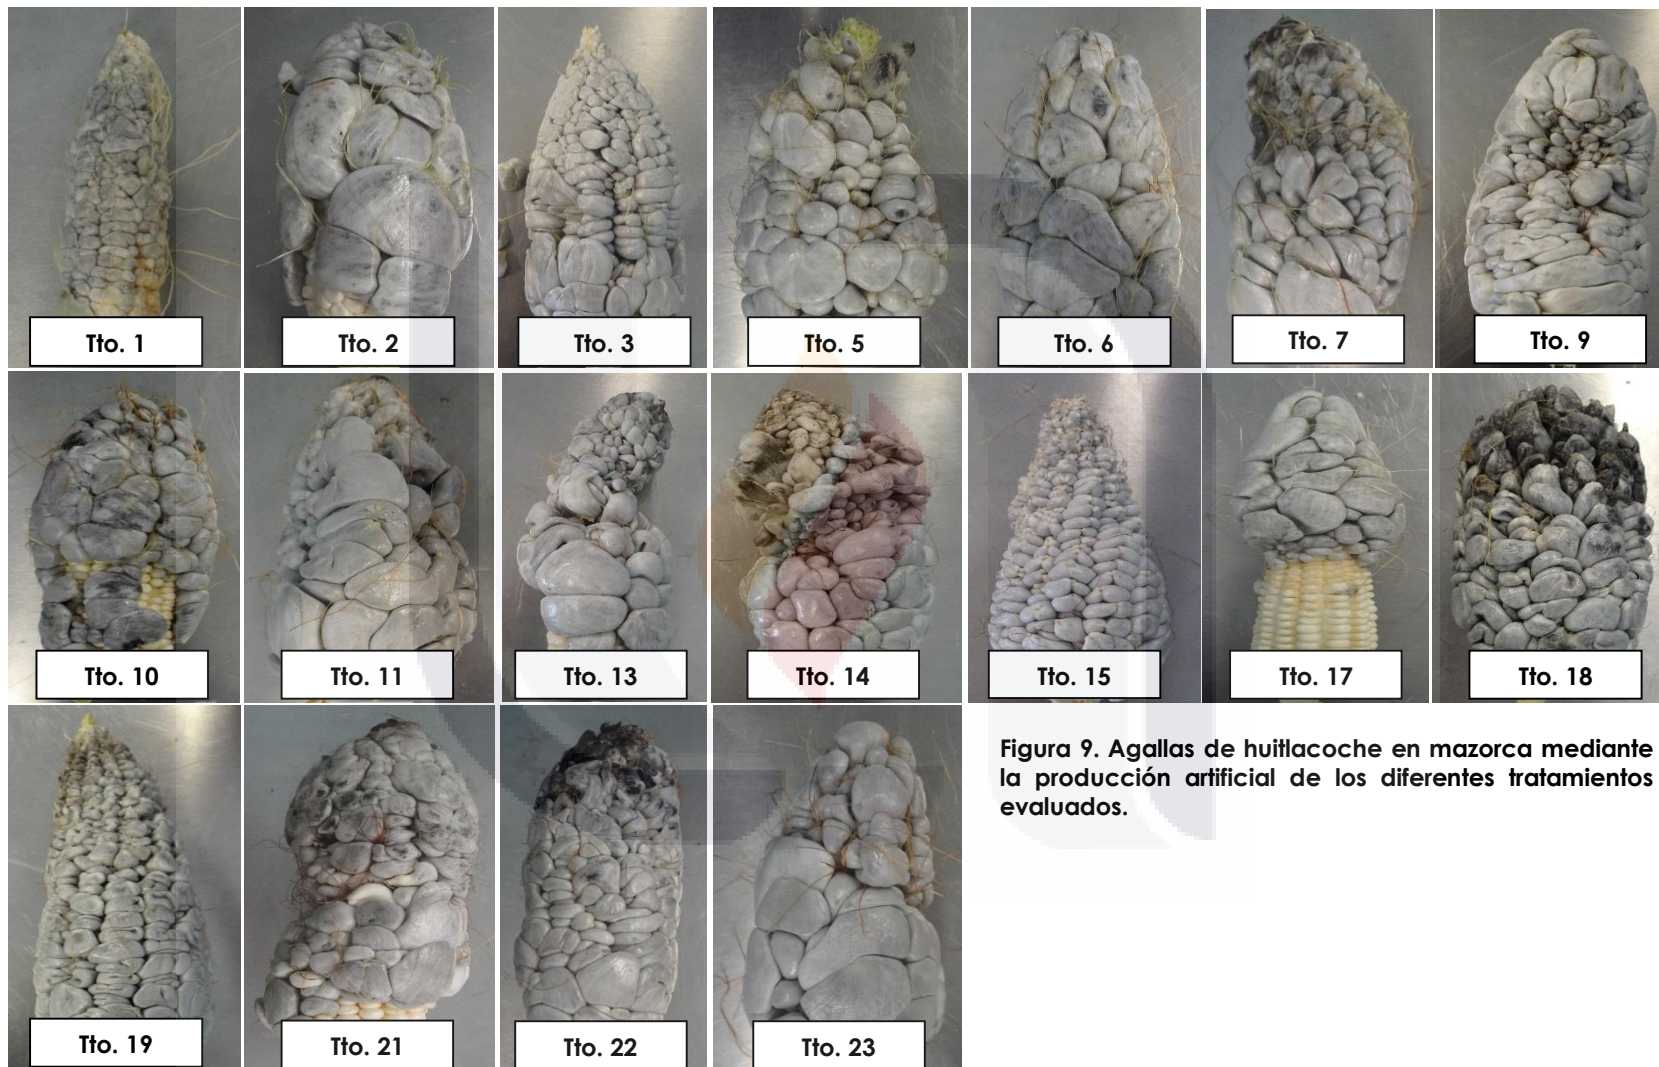 Tto. 1
Tto. 2
Tto. 3
Tto. 5
Tto. 6
Tto. 7
Tto. 9
Tto. 10
Tto. 11
Tto. 13
Tto. 14
Tto. 15
Tto. 17
Tto. 18
Tto. 19
Tto. 21
Tto. 22
Tto. 23
Figura 9. Agallas de huitlacoche en mazorca mediante
la producción artificial de los diferentes tratamientos
evaluados.